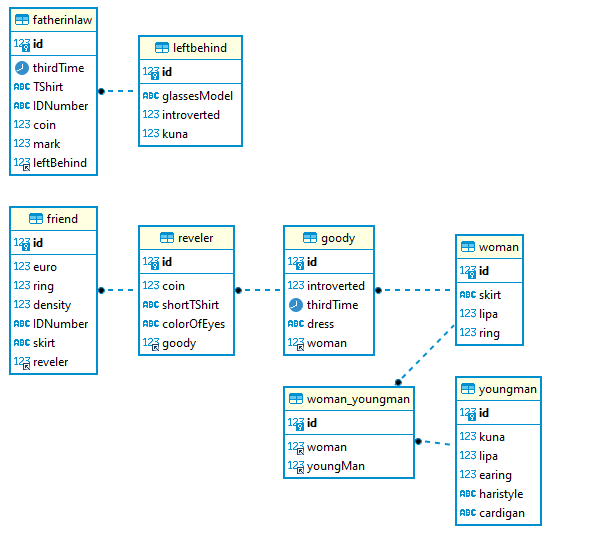 fatherinlaw
123 id
thirdTime
ABC TShirt
ABC IDNumber
123 coin
123 mark
123 leftBehind
leftbehind
123 id
ABC glassesModel
123 introverted
123 kuna
friend
123 id
123 euro
123 ring
123 density
ABC IDNumber
ABC skirt
123 reveler
reveler
123 id
123 coin
ABC shortTShirt
ABC colorOfEyes
123 goody
goody
123 id
123 introverted
thirdTime
ABC dress
123 woman
woman
123 id
ABC skirt
123 lipa
123 ring
woman_youngman
123 id
123 woman
123 youngMan
youngman
123 id
123 kuna
123 lipa
123 earing
ABC haristyle
ABC cardigan